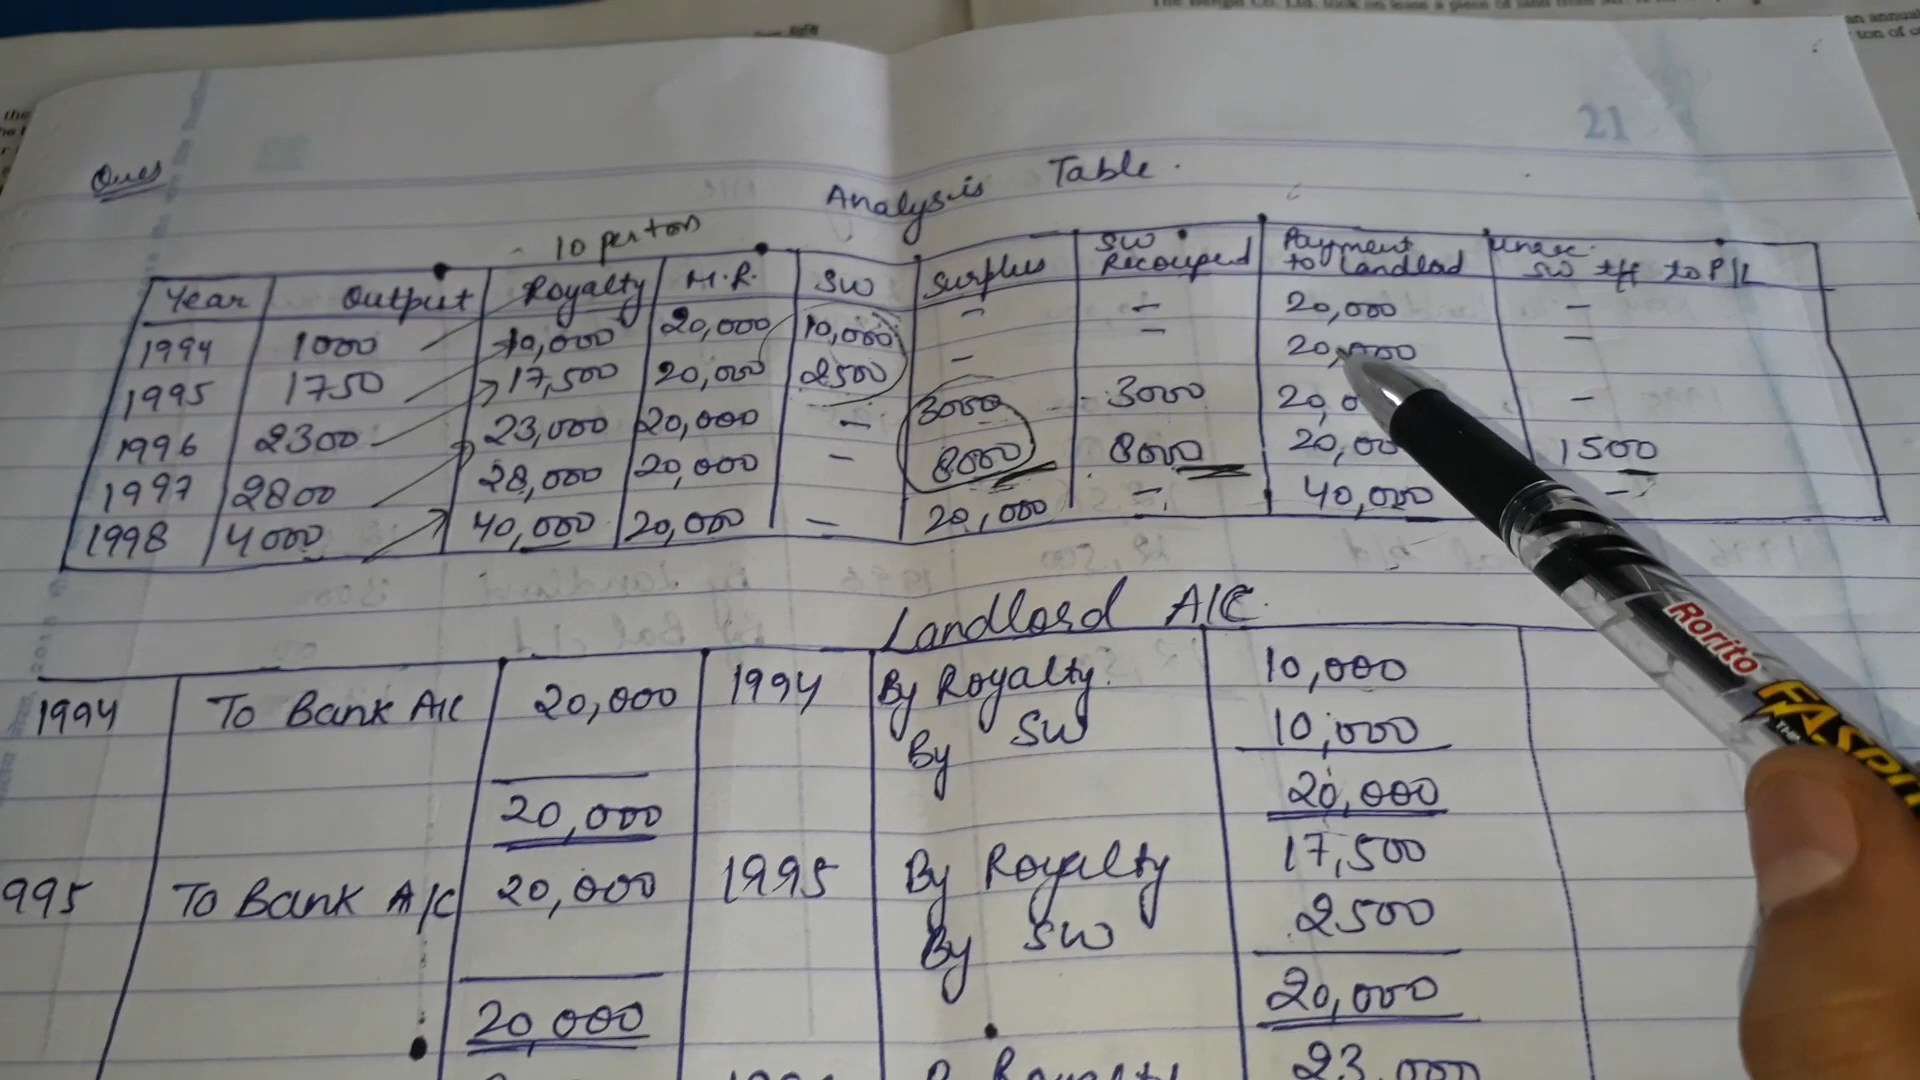 21
Ques
Analysis Table.
10 per ton
Year Output Royalty M.R. SW Surplus SW Recouped Payment to Landlord SW tff to P/L
1994 1000 10,000 20,000 10,000 - - 20,000 -
1995 1750 17,500 20,000 2500 - - 20,000 -
1996 2300 23,000 20,000 - 3000 3000 20,0 -
1997 2800 28,000 20,000 - 8000 8000 20,00 1500
1998 4000 40,000 20,000 - 20,000 - 40,000 -
Landlord A/C.
1994 To Bank A/C 20,000 1994 By Royalty. 10,000
By SW 10,000
20,000 20,000
995 To Bank A/C 20,000 1995 By Royalty 17,500
By SW 2500
20,000 20,000
23,000
Rorito